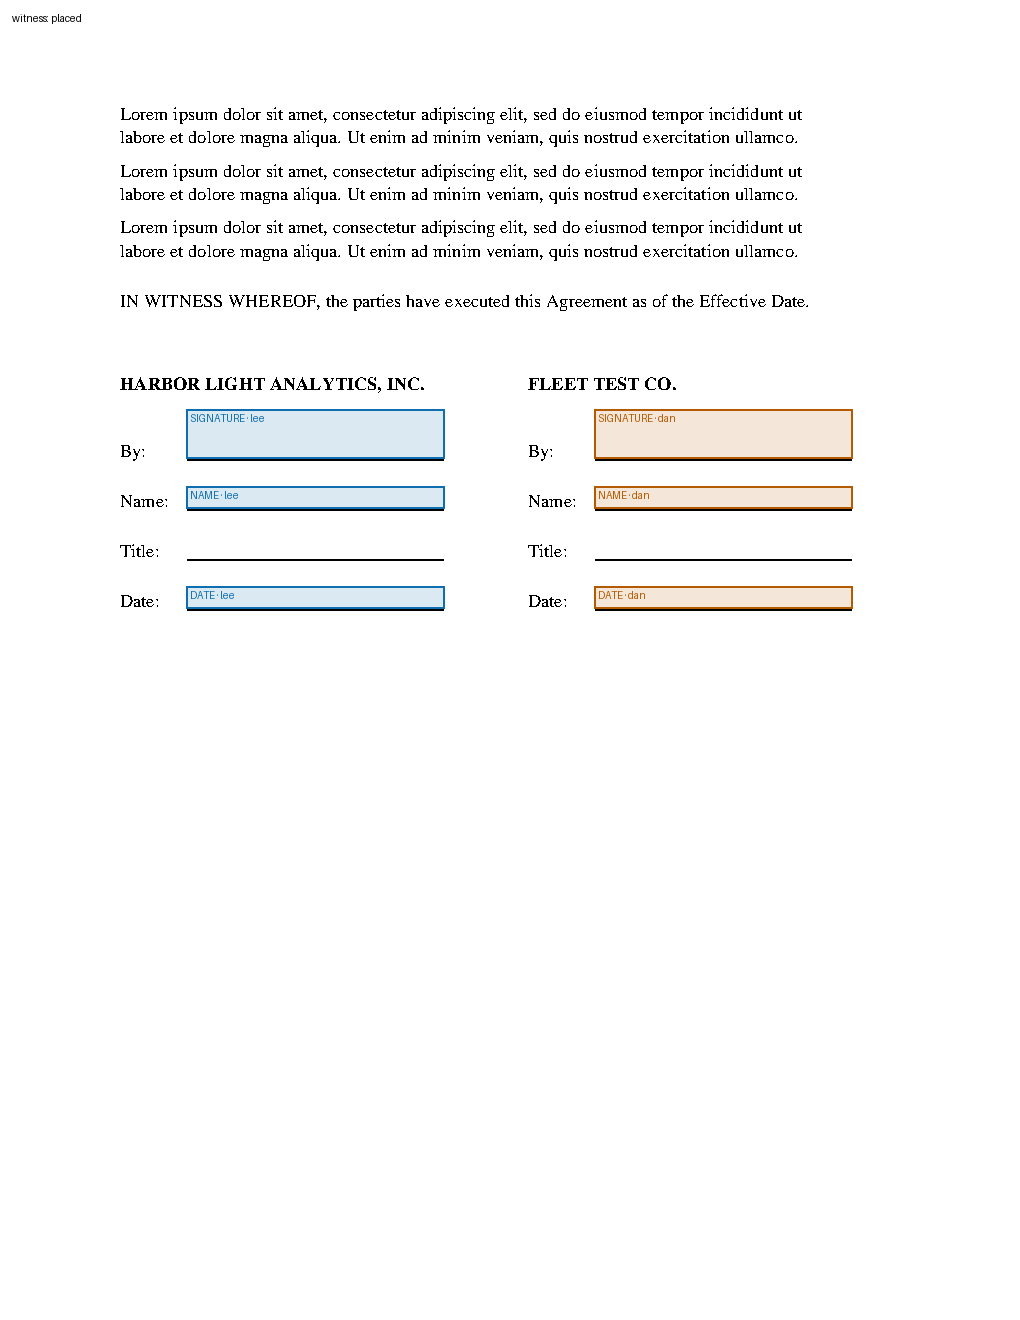 witness: placed
Lorem ipsum dolor sit amet, consectetur adipiscing elit, sed do eiusmod tempor incididunt ut
labore et dolore magna aliqua. Ut enim ad minim veniam, quis nostrud exercitation ullamco.
Lorem ipsum dolor sit amet, consectetur adipiscing elit, sed do eiusmod tempor incididunt ut
labore et dolore magna aliqua. Ut enim ad minim veniam, quis nostrud exercitation ullamco.
Lorem ipsum dolor sit amet, consectetur adipiscing elit, sed do eiusmod tempor incididunt ut
labore et dolore magna aliqua. Ut enim ad minim veniam, quis nostrud exercitation ullamco.
IN WITNESS WHEREOF, the parties have executed this Agreement as of the Effective Date.
HARBOR LIGHT ANALYTICS, INC.
SIGNATURE·lee
By:
NAME·lee
Name:
Title:
DATE·lee
Date:
FLEET TEST CO.
SIGNATURE·dan
By:
NAME·dan
Name:
Title:
DATE·dan
Date: